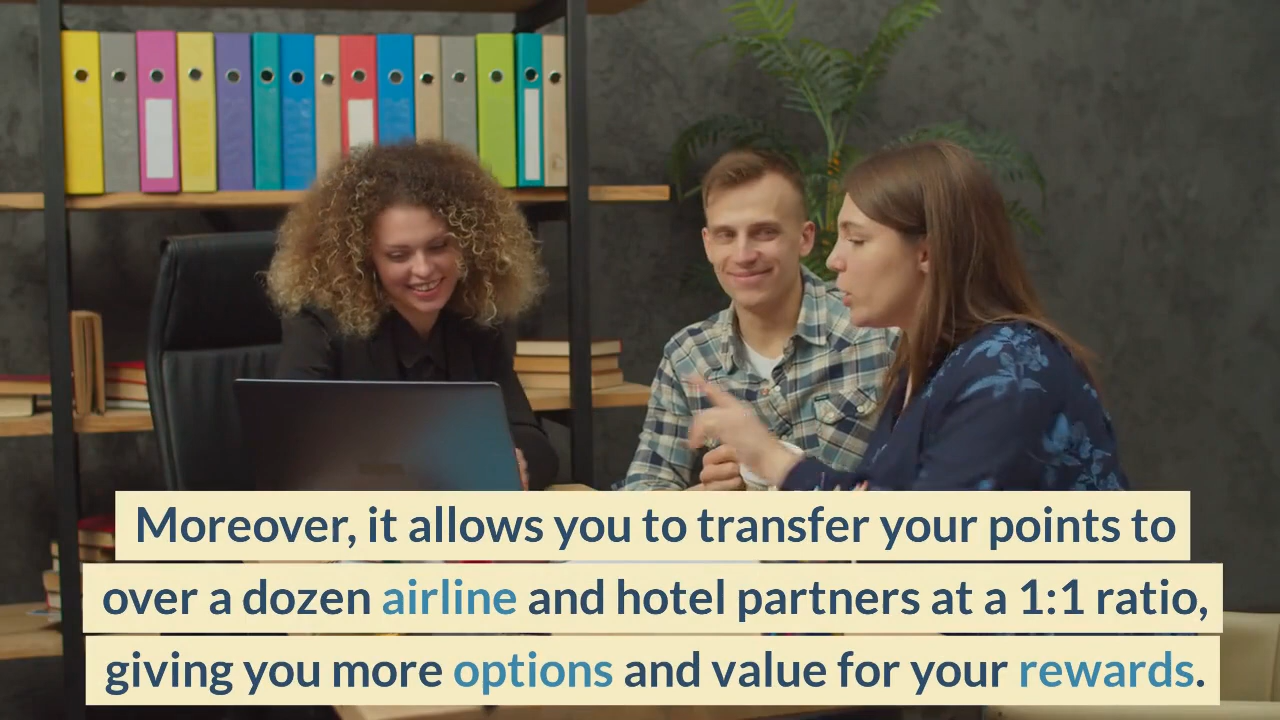 Moreover, it allows you to transfer your points to
over a dozen airline and hotel partners at a 1:1 ratio,
giving you more options and value for your rewards.